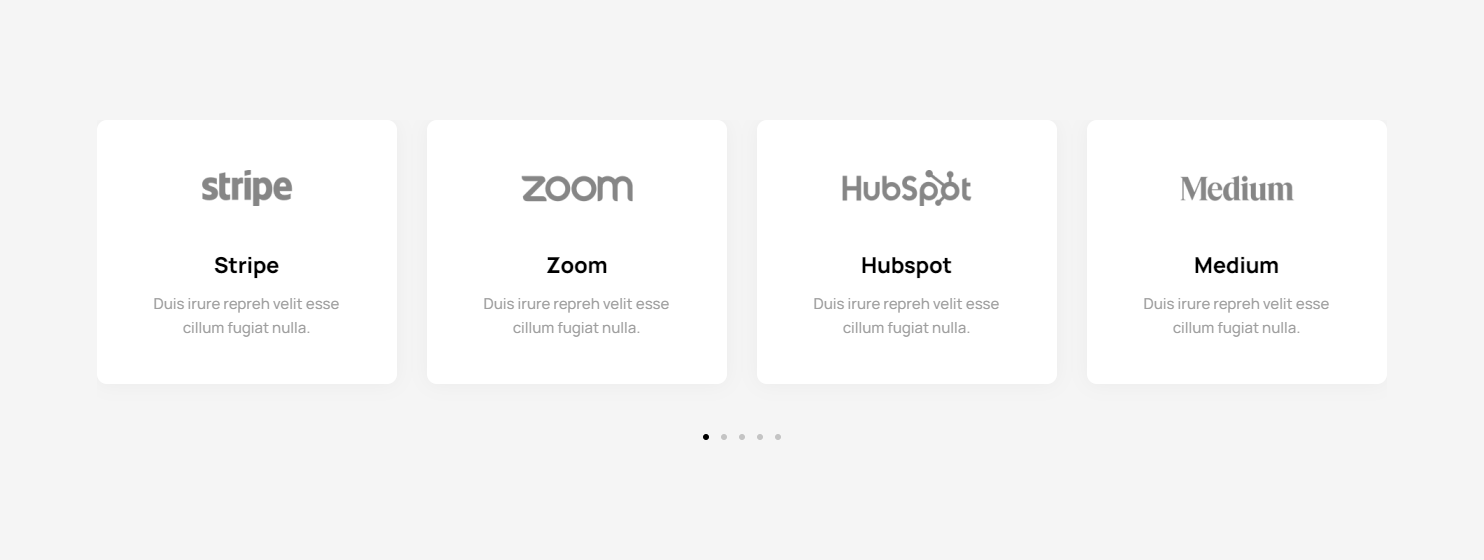 stripe
Stripe
Duis irure repreh velit esse
cillum fugiat nulla.
zoom
Zoom
Duis irure repreh velit esse
cillum fugiat nulla.
HubSpot
Hubspot
Duis irure repreh velit esse
cillum fugiat nulla.
Medium
Medium
Duis irure repreh velit esse
cillum fugiat nulla.